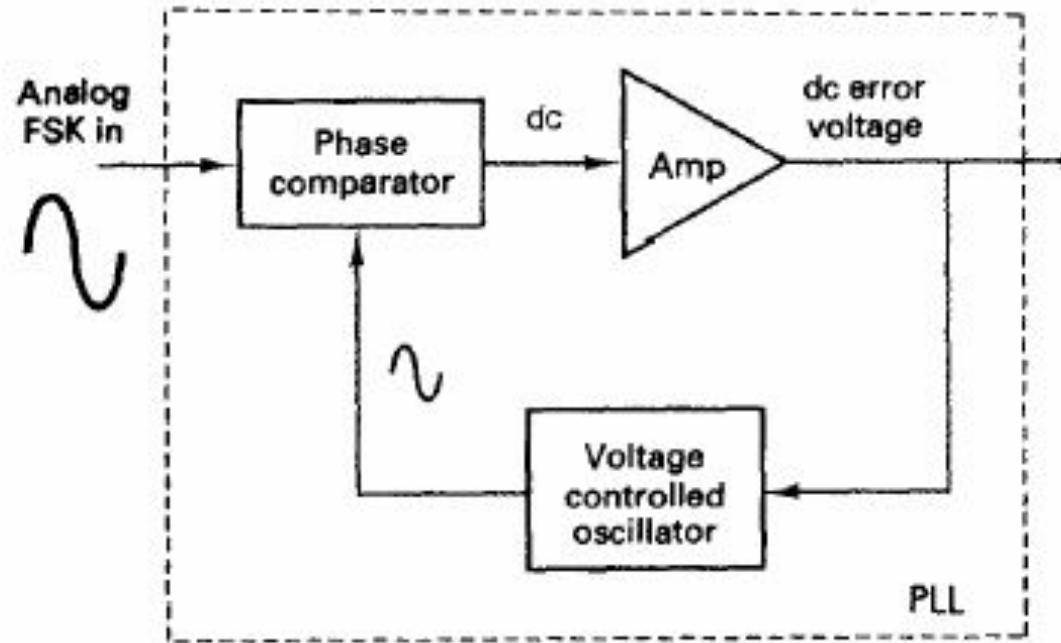 Analog
FSK in
Phase
comparator
dc
Amp
dc error
voltage
Voltage
controlled
oscillator
PLL